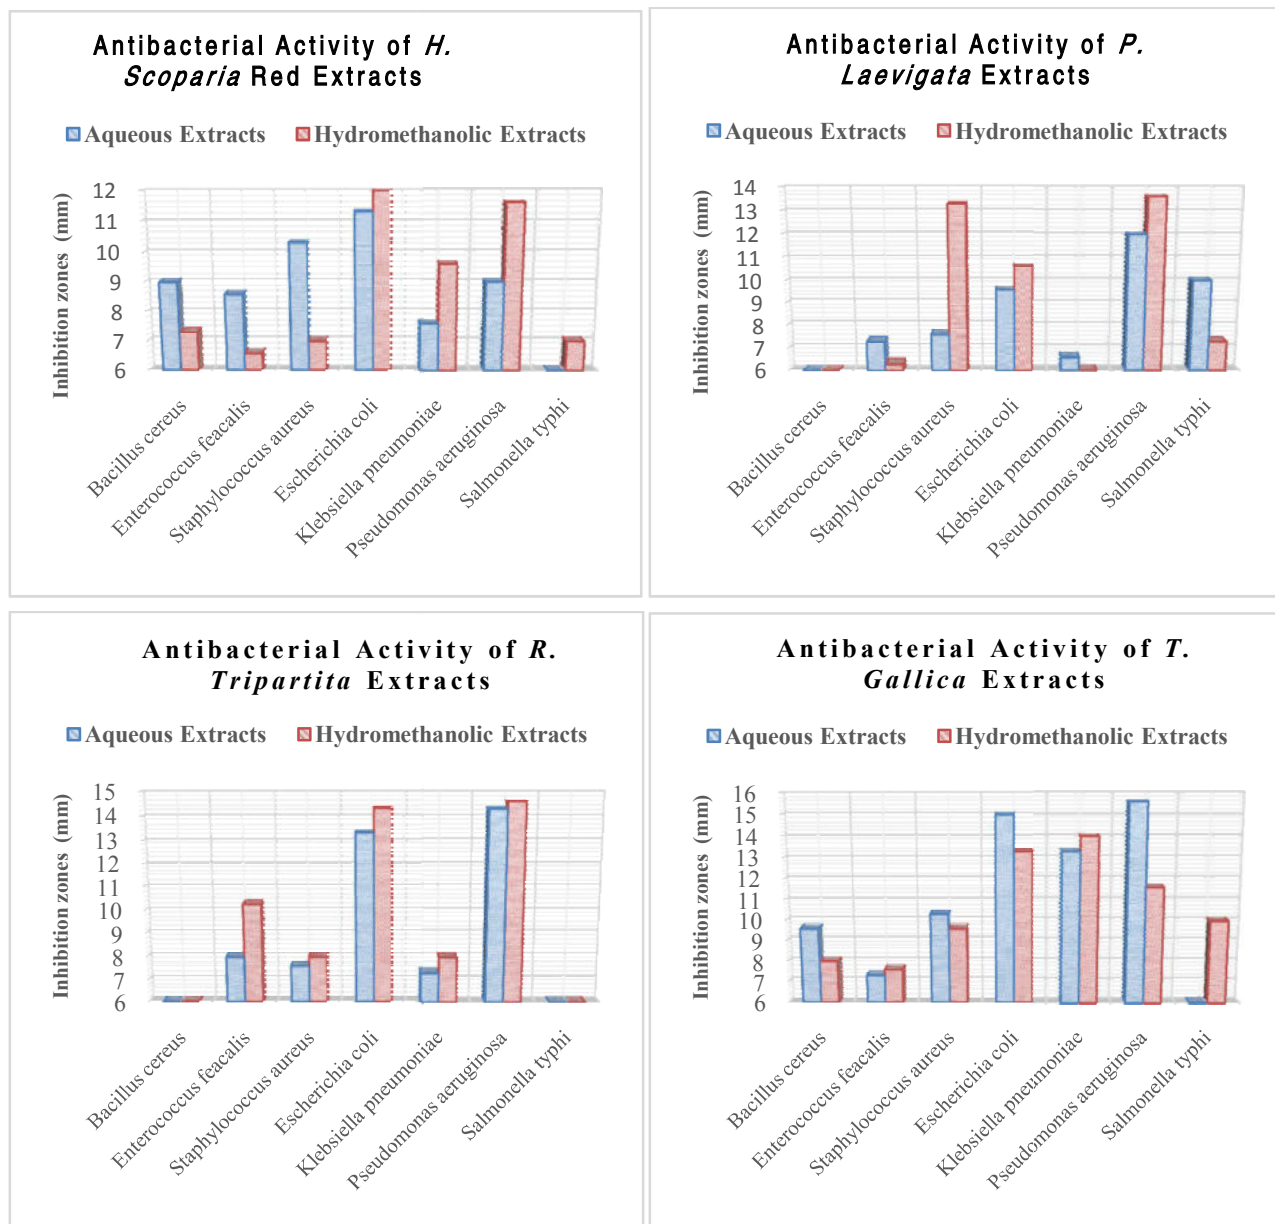 Antibacterial Activity of H.
Scoparia Red Extracts
Aqueous Extracts Hydromethanolic Extracts
Inhibition zones (mm)
12
11
10
9
8
7
6
Bacillus cereus
Enterococcus feacalis
Staphylococcus aureus
Escherichia coli
Klebsiella pneumoniae
Pseudomonas aeruginosa
Salmonella typhi
Antibacterial Activity of P.
Laevigata Extracts
Aqueous Extracts Hydromethanolic Extracts
Inhibition zones (mm)
14
13
12
11
10
9
8
7
6
Bacillus cereus
Enterococcus feacalis
Staphylococcus aureus
Escherichia coli
Klebsiella pneumoniae
Pseudomonas aeruginosa
Salmonella typhi
Antibacterial Activity of R.
Tripartita Extracts
Aqueous Extracts Hydromethanolic Extracts
Inhibition zones (mm)
15
14
13
12
11
10
9
8
7
6
Bacillus cereus
Enterococcus feacalis
Staphylococcus aureus
Escherichia coli
Klebsiella pneumoniae
Pseudomonas aeruginosa
Salmonella typhi
Antibacterial Activity of T.
Gallica Extracts
Aqueous Extracts Hydromethanolic Extracts
Inhibition zones (mm)
16
15
14
13
12
11
10
9
8
7
6
Bacillus cereus
Enterococcus feacalis
Staphylococcus aureus
Escherichia coli
Klebsiella pneumoniae
Pseudomonas aeruginosa
Salmonella typhi